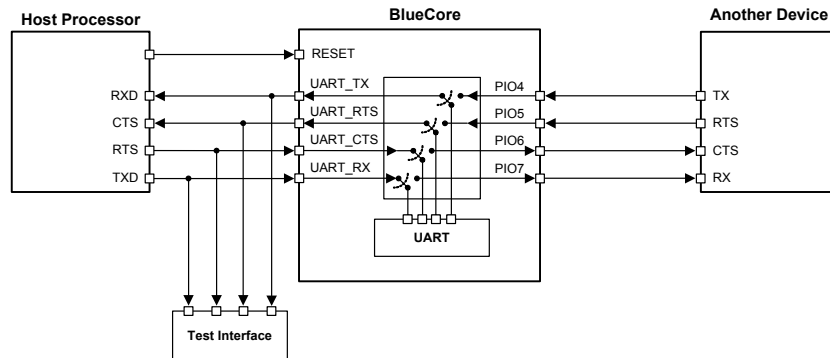 Host Processor
BlueCore
Another Device
RESET
RXD
UART_TX
PIO4
TX
CTS
UART_RTS
PIO5
RTS
RTS
UART_CTS
PIO6
CTS
TXD
UART_RX
PIO7
RX
UART
Test Interface